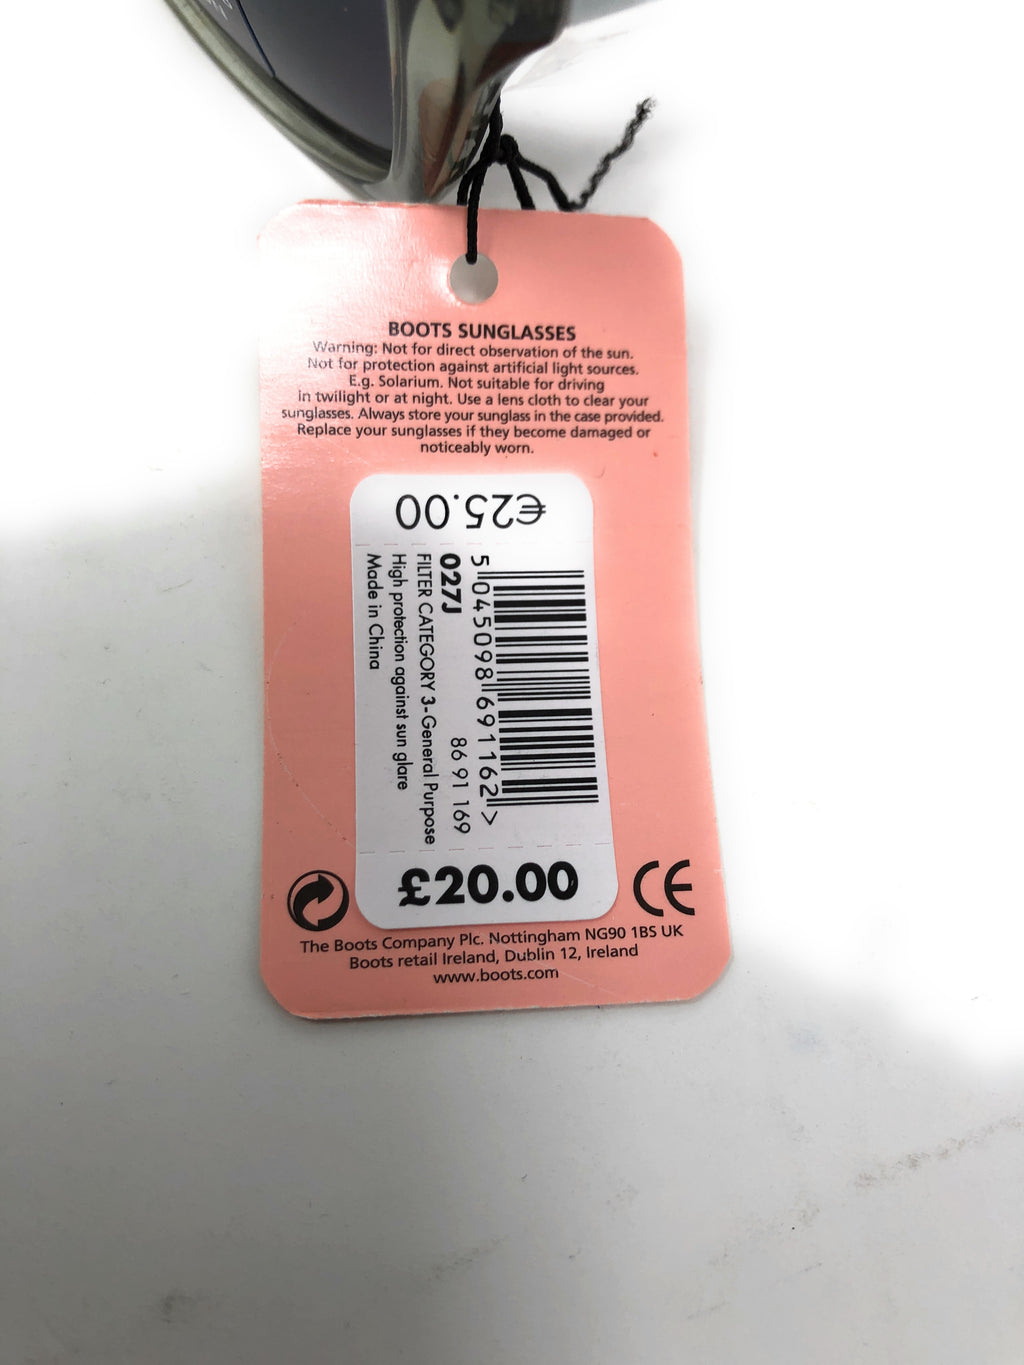 BOOTS SUNGLASSES
Warning: Not for direct observation of the sun.
Not for protection against artificial light sources.
E.g. Solarium. Not suitable for driving
in twilight or at night. Use a lens cloth to clear your
sunglasses. Always store your sunglass in the case provided.
Replace your sunglasses if they become damaged or
noticeably worn.
€25.00
5 045098 691162 >
027J 86 91 169
FILTER CATEGORY 3-General Purpose
High protection against sun glare
Made in China
£20.00
CE
The Boots Company Plc. Nottingham NG90 1BS UK
Boots retail Ireland, Dublin 12, Ireland
www.boots.com